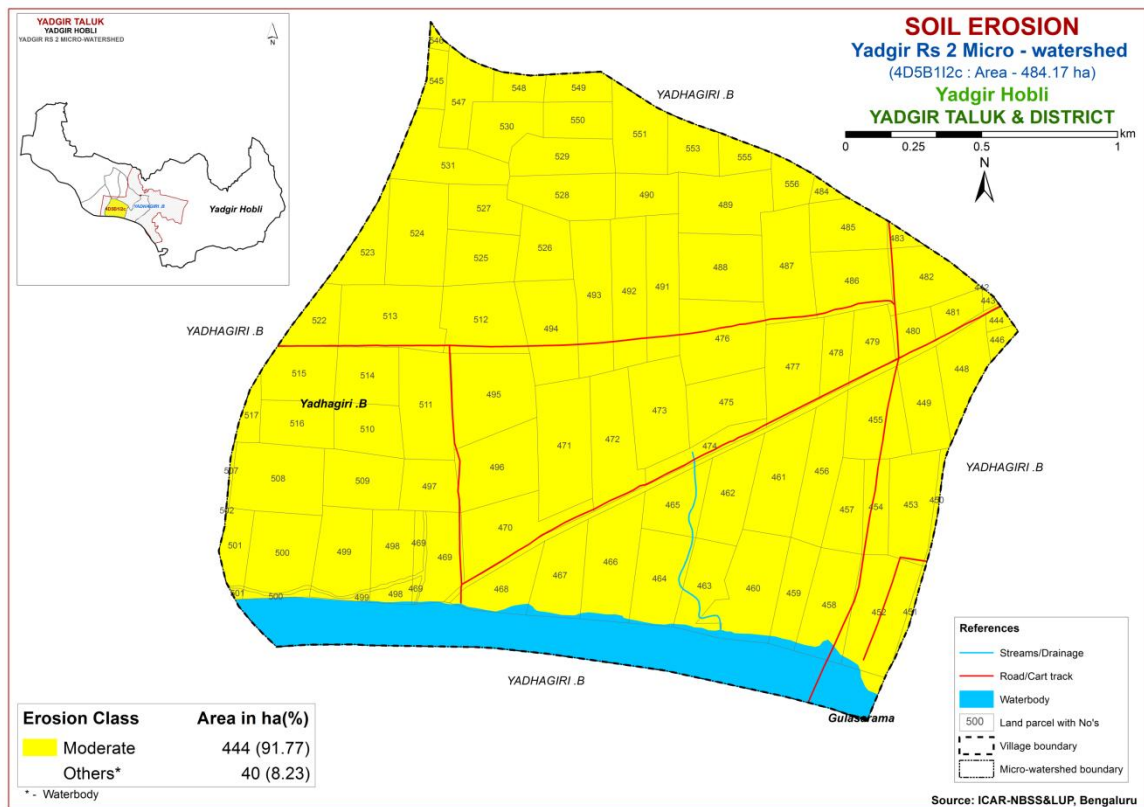 YADGIR TALUK
YADGIR HOBLI
YADGIR RS 2 MICRO-WATERSHED
N
Yadgir Hobli
4D5B1I2c
YADHAGIRI .B
SOIL EROSION
Yadgir Rs 2 Micro - watershed
(4D5B1I2c : Area - 484.17 ha)
Yadgir Hobli
YADGIR TALUK & DISTRICT
km
0 0.25 0.5 1
N
546
545
548 549
547
YADHAGIRI .B
530 550
551
553
555
529
531
556
484
528 490
489
527
485
524
526
483
523
525
488 487
486
482
493 492 491
442
443
513
512
522
494
481
444
YADHAGIRI .B
480
446
476
479
478
477
515 514
448
495
Yadhagiri .B
511
475
449
517
473
516 510
455
472
471
474
496
507
508 509
497
461
456
YADHAGIRI .B
462
465
450
453
454
502
457
470
501
500 499 498 469
469
466
467
464
463
468
460
459
501
500 499 498 469
458
452 451
YADHAGIRI .B
Gulasarama
Erosion Class Area in ha(%)
Moderate 444 (91.77)
Others* 40 (8.23)
* - Waterbody
References
Streams/Drainage
Road/Cart track
Waterbody
500 Land parcel with No's
Village boundary
Micro-watershed boundary
Source: ICAR-NBSS&LUP, Bengaluru